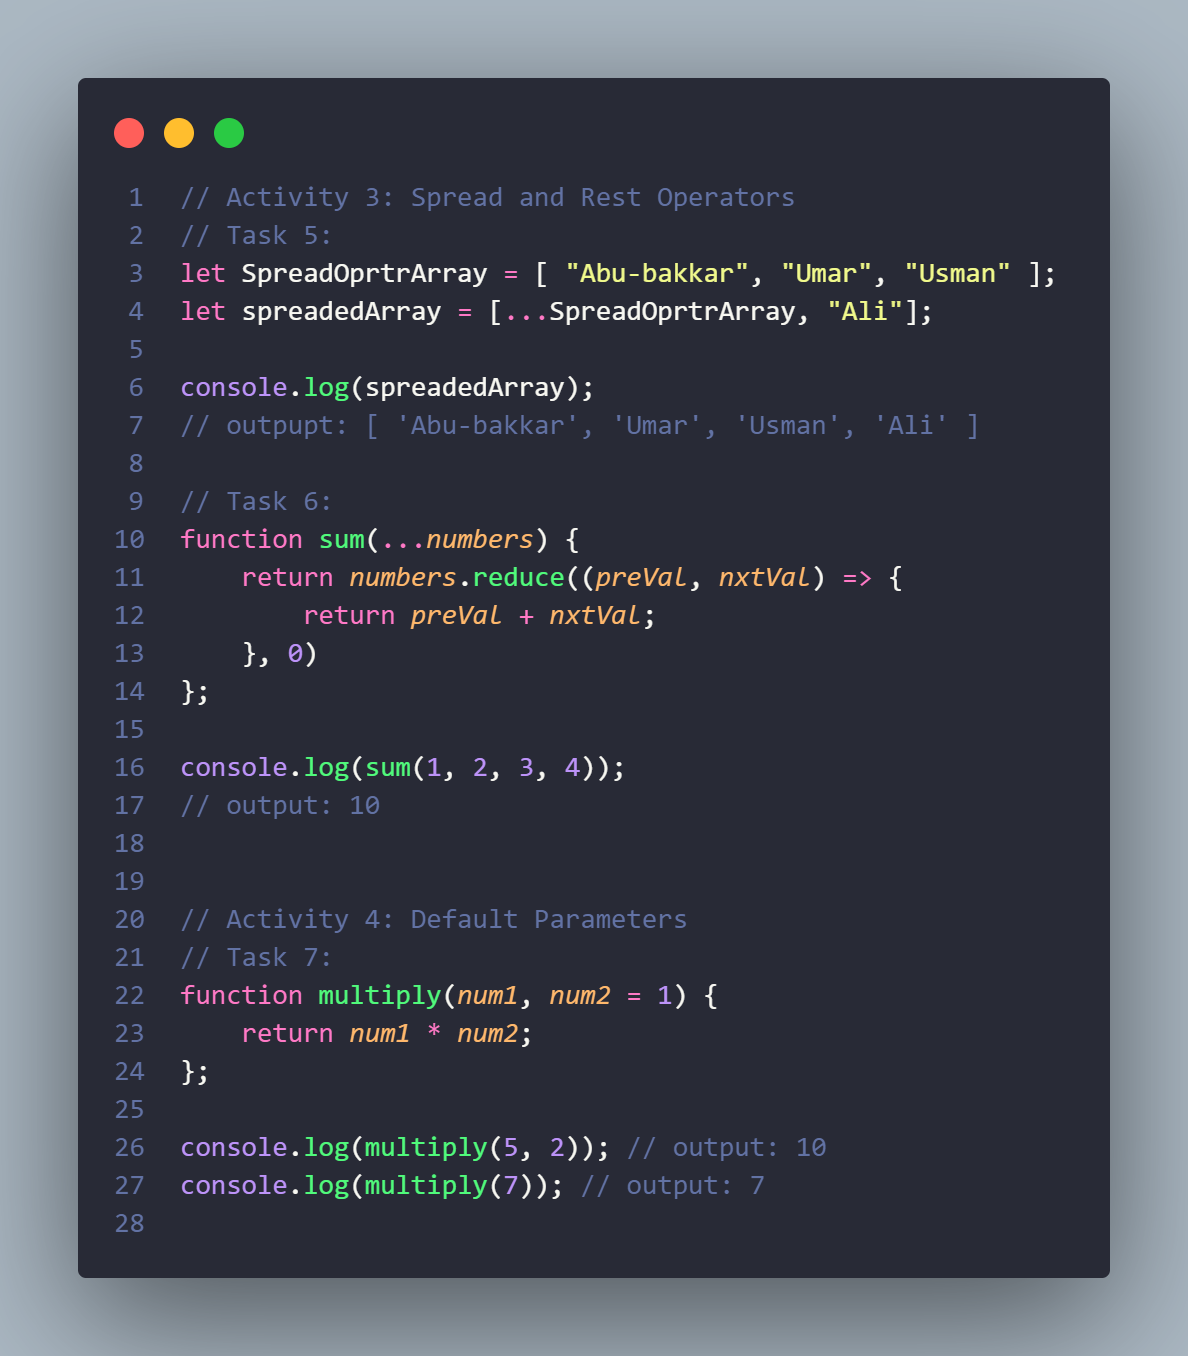 1 // Activity 3: Spread and Rest Operators
2 // Task 5:
3 let SpreadOprtrArray = [ "Abu-bakkar", "Umar", "Usman" ];
4 let spreadedArray = [...SpreadOprtrArray, "Ali"];
5
6 console.log(spreadedArray);
7 // outpupt: [ 'Abu-bakkar', 'Umar', 'Usman', 'Ali' ]
8
9 // Task 6:
10 function sum(...numbers) {
11     return numbers.reduce((preVal, nxtVal) => {
12         return preVal + nxtVal;
13     }, 0)
14 };
15
16 console.log(sum(1, 2, 3, 4));
17 // output: 10
18
19
20 // Activity 4: Default Parameters
21 // Task 7:
22 function multiply(num1, num2 = 1) {
23     return num1 * num2;
24 };
25
26 console.log(multiply(5, 2)); // output: 10
27 console.log(multiply(7)); // output: 7
28